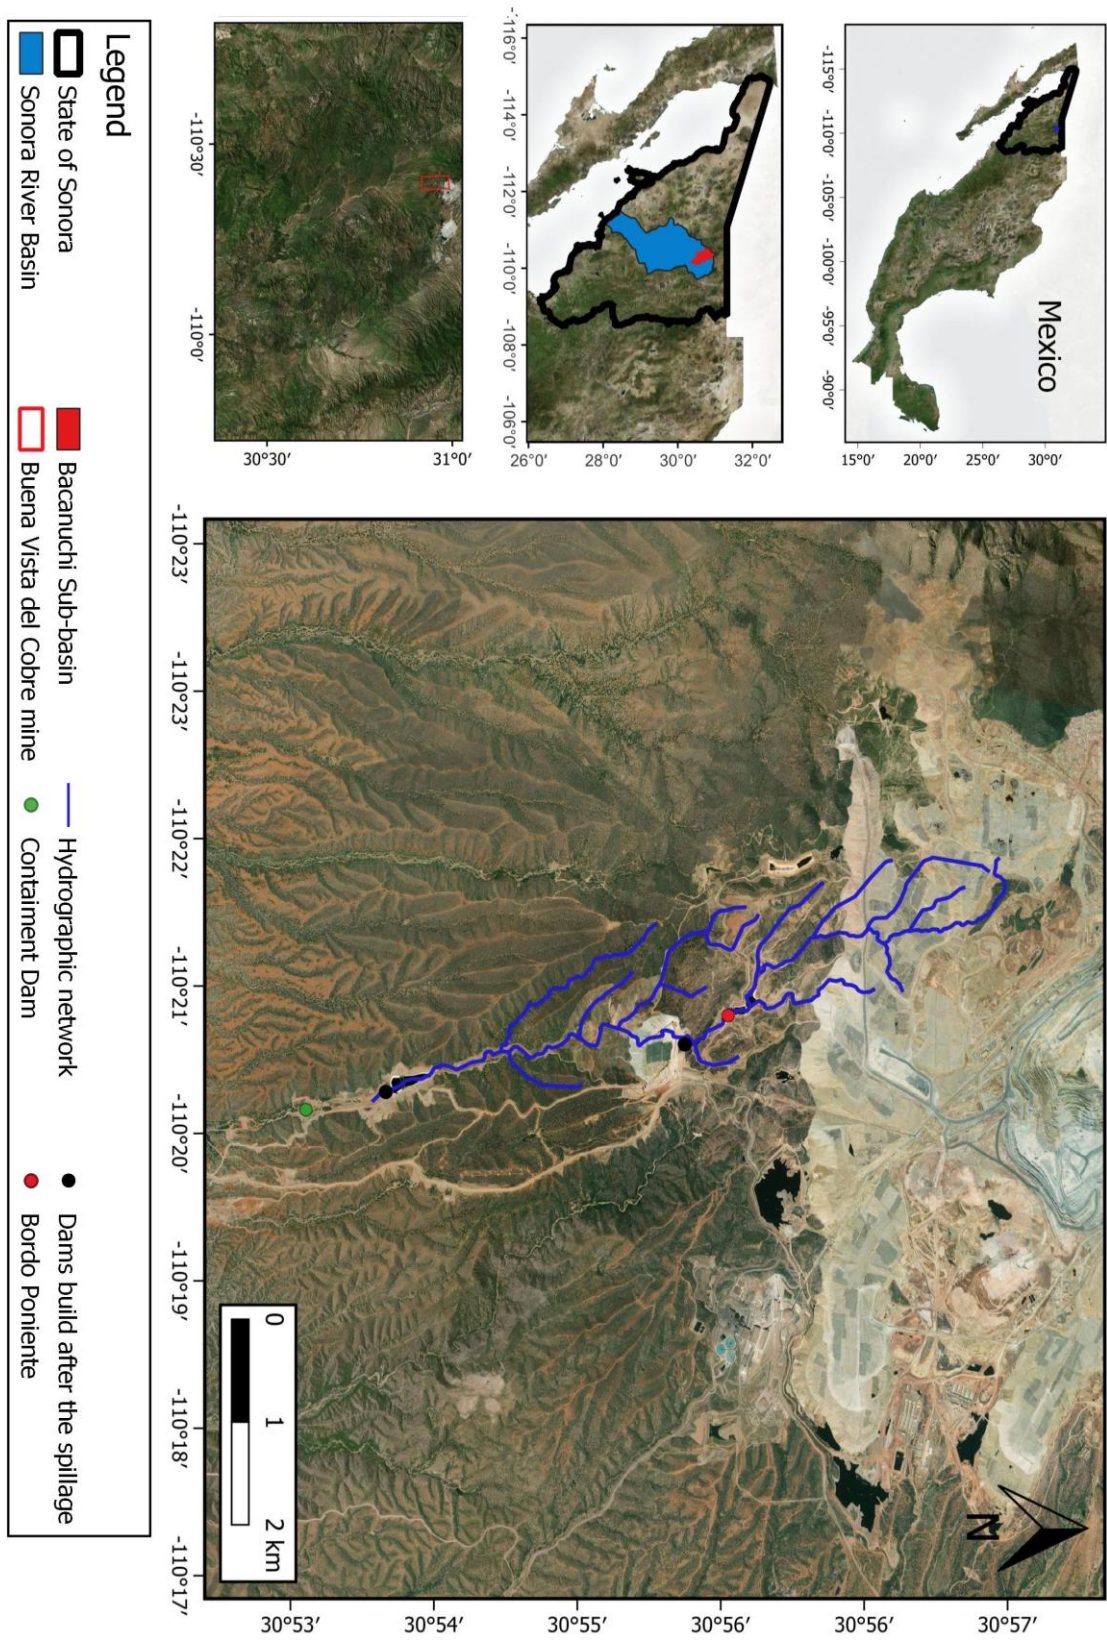 Mexico
-115°0' -110°0' -105°0' -100°0' -95°0' -90°0'
15°0' 20°0' 25°0' 30°0'
-116°0' -114°0' -112°0' -110°0' -108°0' -106°0'
26°0' 28°0' 30°0' 32°0'
-110°30' -110°0'
30°30' 31°0'
N
0 1 2 km
-110°23' -110°23' -110°22' -110°21' -110°20' -110°19' -110°18' -110°17'
30°53' 30°54' 30°55' 30°56' 30°56' 30°57'
Legend
State of Sonora
Bacanuchi Sub-basin
Hydrographic network
Dams build after the spillage
Sonora River Basin
Buena Vista del Cobre mine
Contaiment Dam
Bordo Poniente